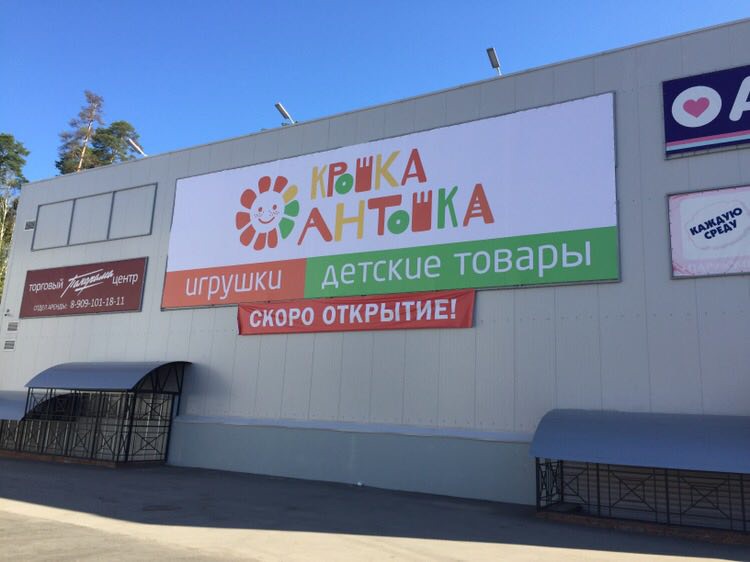 КРОШКА
АНТОШКА
игрушки
детские товары
СКОРО ОТКРЫТИЕ!
ТОРГОВЫЙ Панорама ЦЕНТР
ОТДЕЛ АРЕНДЫ: 8-909-101-18-11
КАЖДУЮ
СРЕДУ